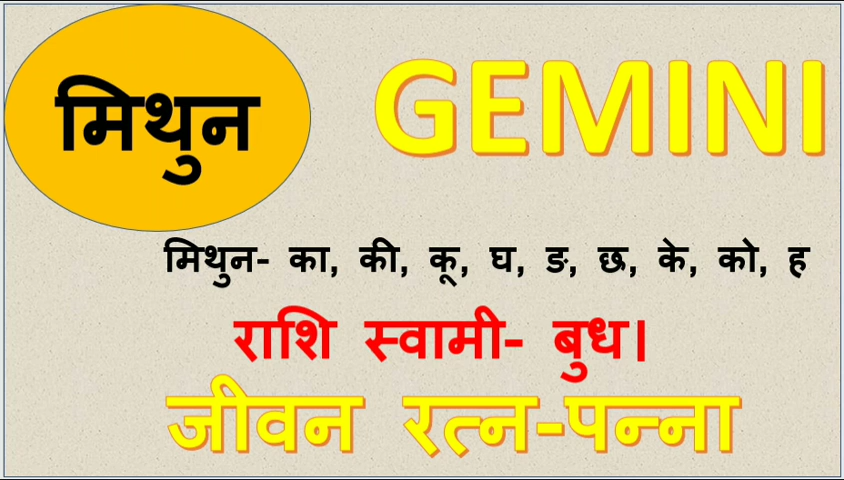 मिथुन
GEMINI
मिथुन- का, की, कू, घ, ङ, छ, के, को, ह
राशि स्वामी- बुध।
जीवन रत्न-पन्ना